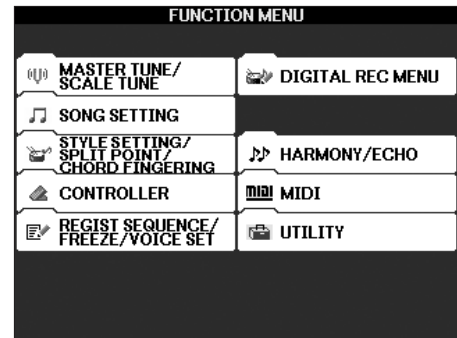 FUNCTION MENU
MASTER TUNE/
SCALE TUNE
SONG SETTING
STYLE SETTING/
SPLIT POINT/
CHORD FINGERING
CONTROLLER
REGIST SEQUENCE/
FREEZE/VOICE SET
DIGITAL REC MENU
HARMONY/ECHO
MIDI MIDI
UTILITY